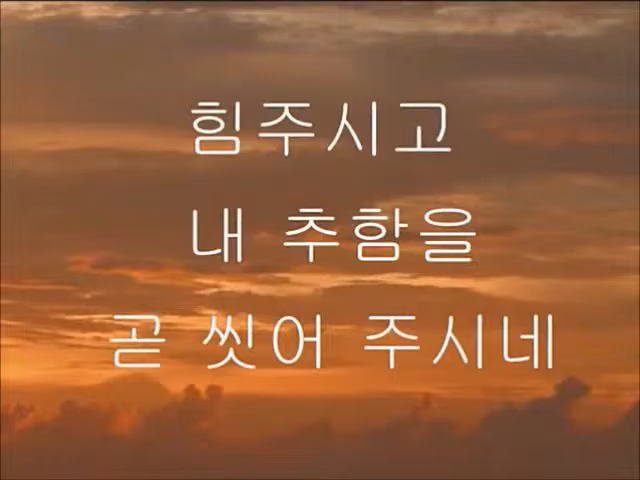 힘주시고
내 추함을
곧 씻어 주시네